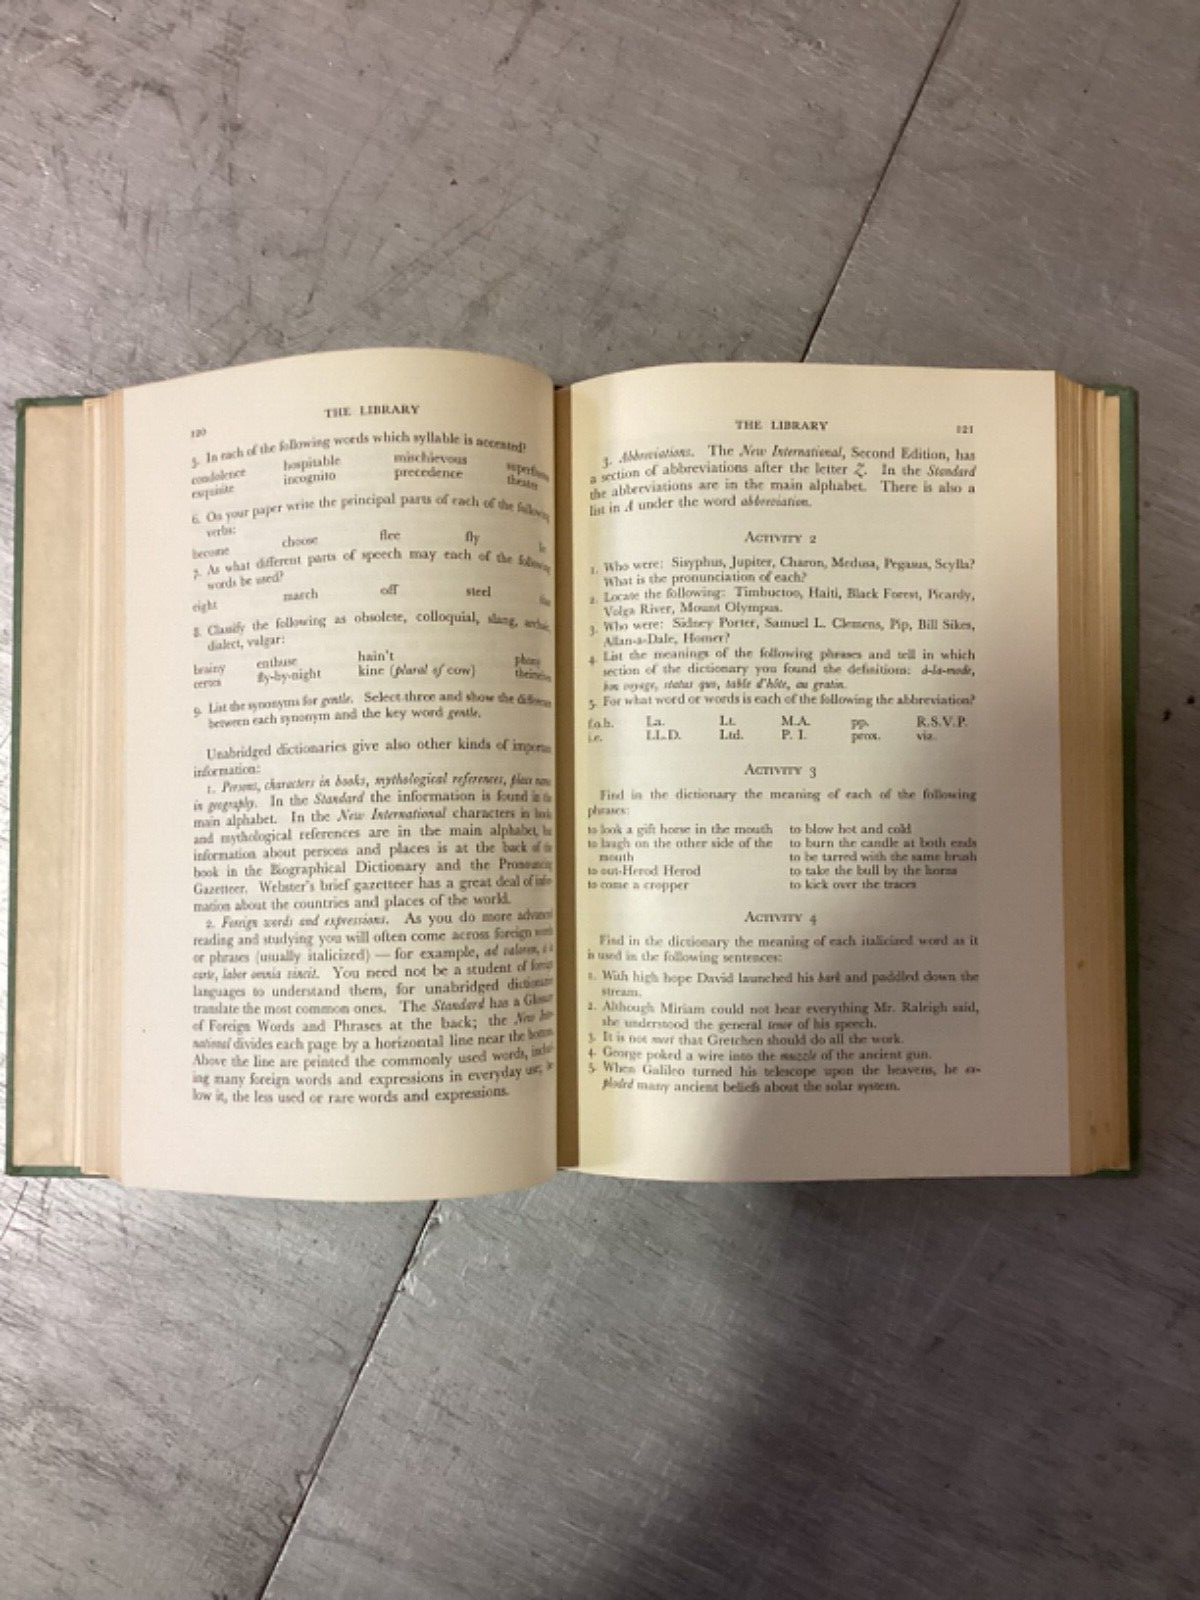 THE LIBRARY
120
5. In each of the following words which syllable is accented?
condolence hospitable mischievous superfluous
exquisite incognito precedence theater
6. On your paper write the principal parts of each of the following
verbs:
become choose flee fly
7. As what different parts of speech may each of the following
words be used?
eight march off steel
8. Classify the following as obsolete, colloquial, slang, archaic,
dialect, vulgar:
brainy enthuse hain't phony
ceress fly-by-night kine (plural of cow)
9. List the synonyms for gentle. Select three and show the difference
between each synonym and the key word gentle.
Unabridged dictionaries give also other kinds of important
information:
1. Persons, characters in books, mythological references, place names
in geography. In the Standard the information is found in the
main alphabet. In the New International characters in books
and mythological references are in the main alphabet, but
information about persons and places is at the back of the
book in the Biographical Dictionary and the Pronouncing
Gazetteer. Webster's brief gazetteer has a great deal of infor-
mation about the countries and places of the world.
2. Foreign words and expressions. As you do more advanced
reading and studying you will often come across foreign words
or phrases (usually italicized) — for example, ad valorem,
carte, labor omnia vincit. You need not be a student of foreign
languages to understand them, for unabridged dictionaries
translate the most common ones. The Standard has a Glossary
of Foreign Words and Phrases at the back; the New Inter-
national divides each page by a horizontal line near the bottom.
Above the line are printed the commonly used words, includ-
ing many foreign words and expressions in everyday use; be-
low it, the less used or rare words and expressions.
THE LIBRARY 121
3. Abbreviations. The New International, Second Edition, has
a section of abbreviations after the letter Z. In the Standard
the abberviations are in the main alphabet. There is also a
list in A under the word abbreviation.
ACTIVITY 2
1. Who were: Sisyphus, Jupiter, Charon, Medusa, Pegasus, Scylla?
What is the pronunciation of each?
2. Locate the following: Timbuctoo, Haiti, Black Forest, Picardy,
Volga River, Mount Olympus.
3. Who were: Sidney Porter, Samuel L. Clemens, Pip, Bill Sikes,
Allan-a-Dale, Homer?
4. List the meanings of the following phrases and tell in which
section of the dictionary you found the definitions: à-la-mode,
bon voyage, status quo, table d'hôte, au gratin.
5. For what word or words is each of the following the abbreviation?
f.o.b. La. Lt. M.A. pp. R.S.V.P.
i.e. LL.D. Ltd. P. I. prox. viz.
ACTIVITY 3
Find in the dictionary the meaning of each of the following
phrases:
to look a gift horse in the mouth to blow hot and cold
to laugh on the other side of the to burn the candle at both ends
mouth to be tarred with the same brush
to out-Herod Herod to take the bull by the horns
to come a cropper to kick over the traces
ACTIVITY 4
Find in the dictionary the meaning of each italicized word as it
is used in the following sentences:
1. With high hope David launched his bark and paddled down the
stream.
2. Although Miriam could not hear everything Mr. Raleigh said,
she understood the general tenor of his speech.
3. It is not meet that Gretchen should do all the work.
4. George poked a wire into the muzzle of the ancient gun.
5. When Galileo turned his telescope upon the heavens, he ex-
ploded many ancient beliefs about the solar system.